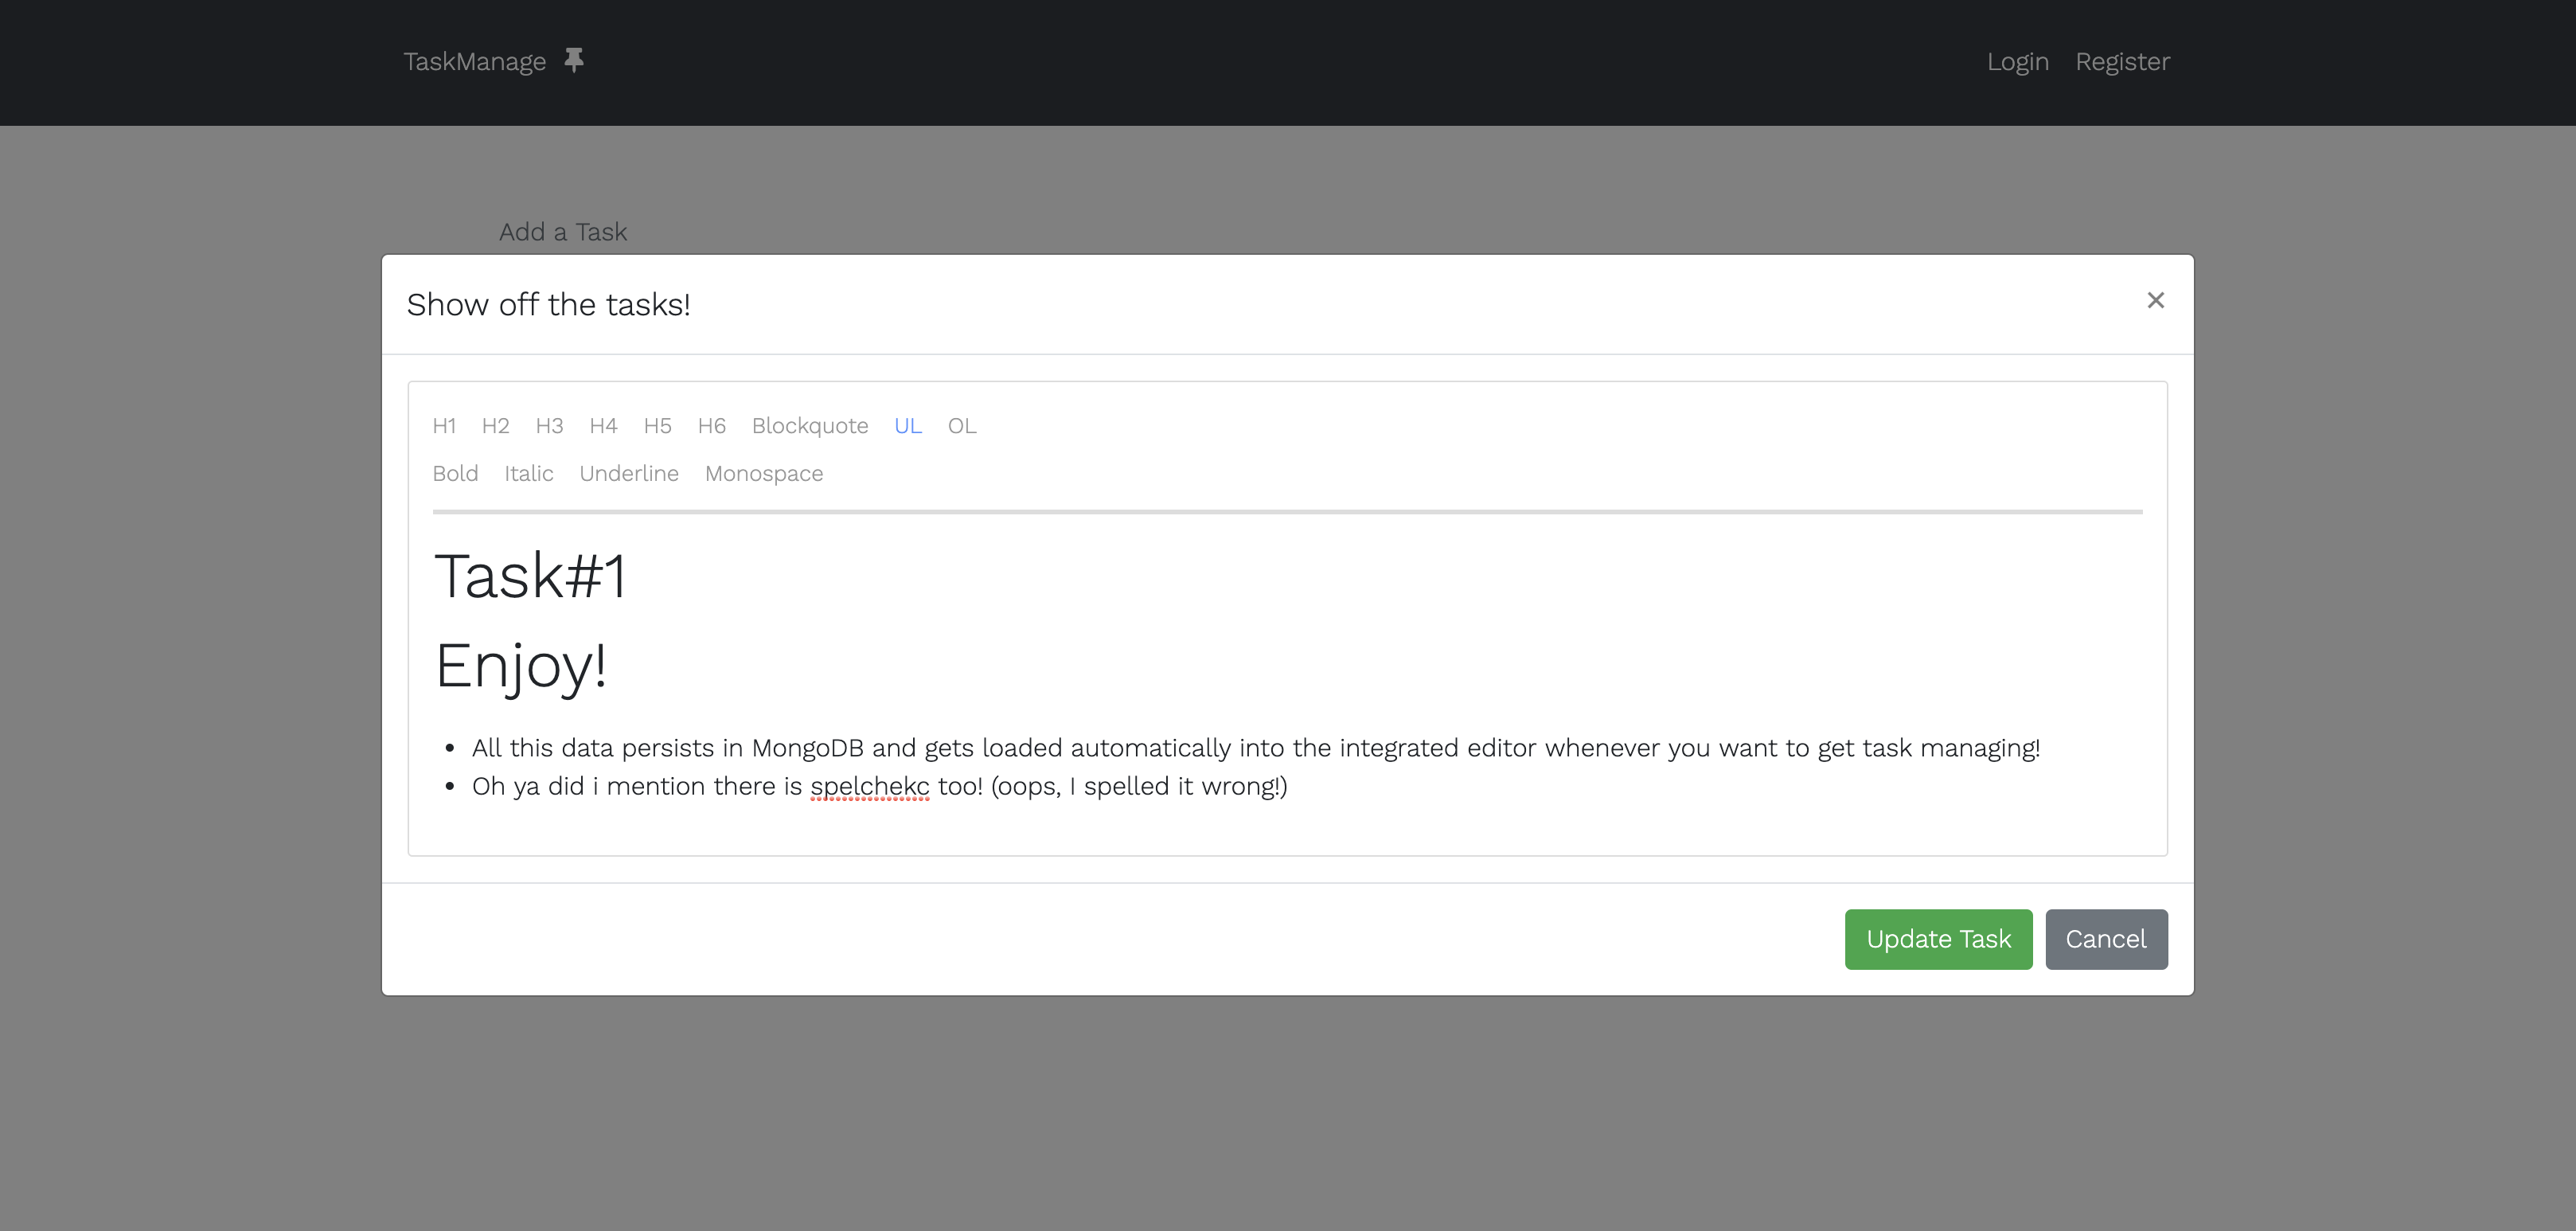 TaskManage
Login Register
Add a Task
Show off the tasks!
×
H1 H2 H3 H4 H5 H6 Blockquote UL OL
Bold Italic Underline Monospace
Task#1
Enjoy!
• All this data persists in MongoDB and gets loaded automatically into the integrated editor whenever you want to get task managing!
• Oh ya did i mention there is spelchekc too! (oops, I spelled it wrong!)
Update Task Cancel